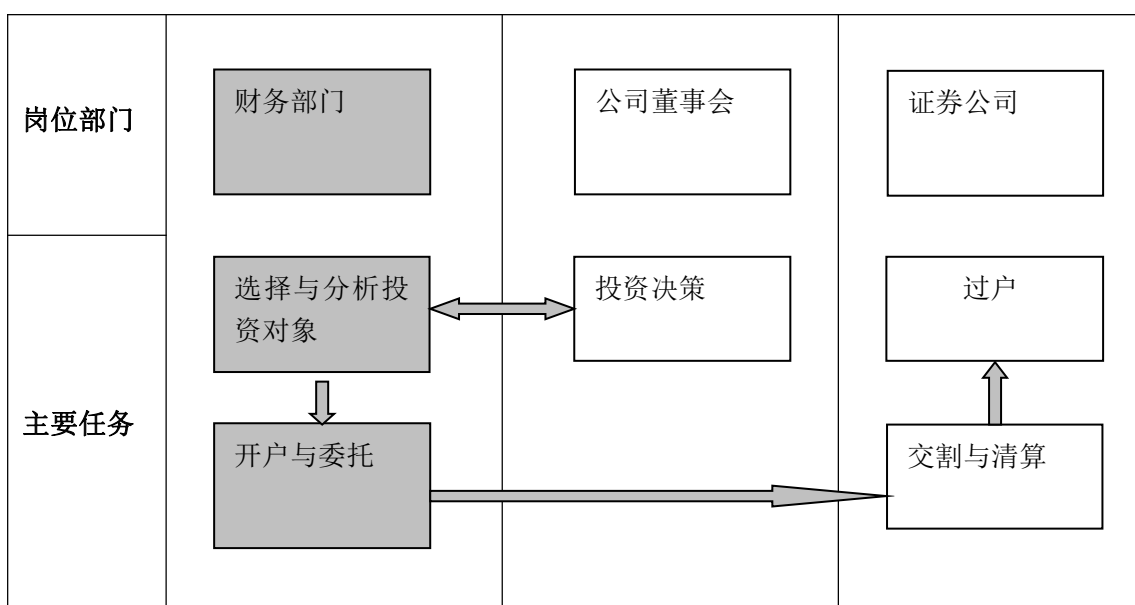 岗位部门
财务部门
公司董事会
证券公司
主要任务
选择与分析投
资对象
投资决策
过户
开户与委托
交割与清算